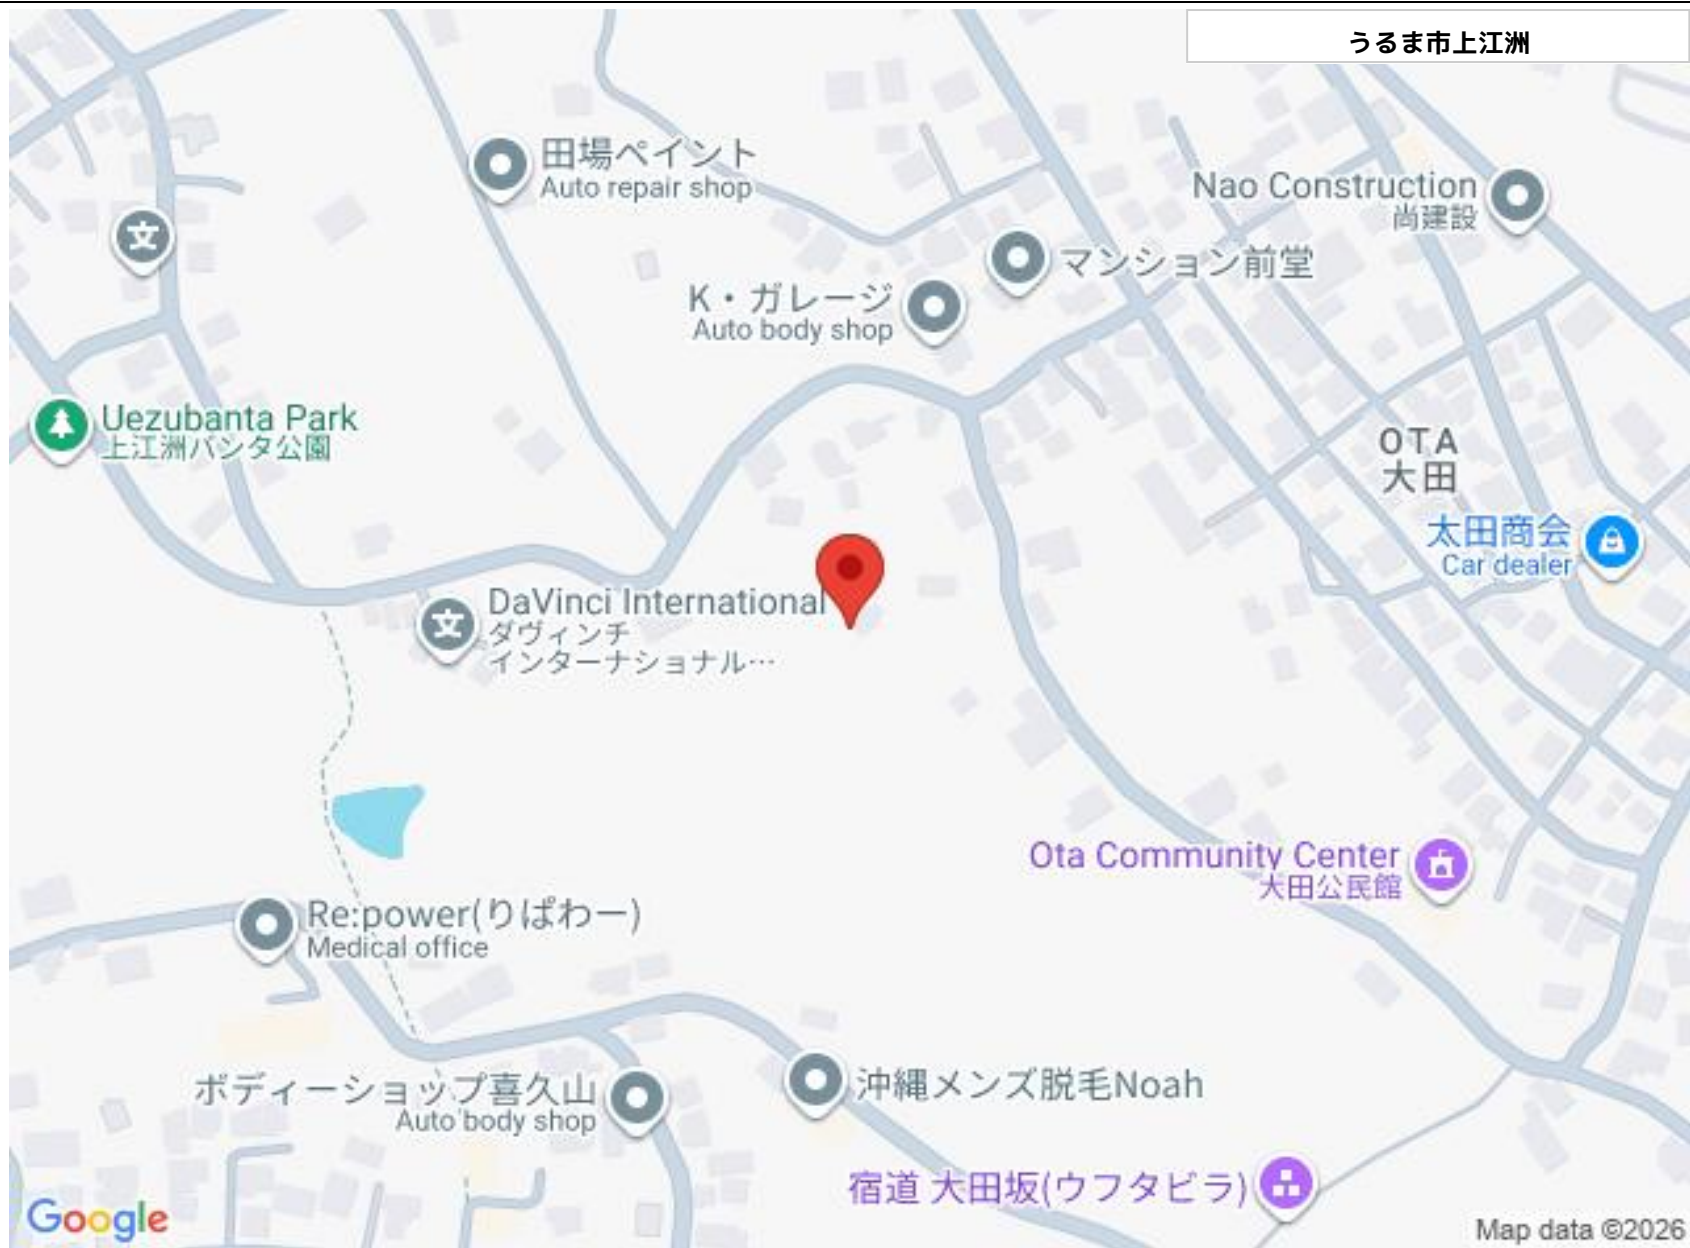 うるま市上江洲
田場ペイント
Auto repair shop
Nao Construction
尚建設
文
マンション前堂
K・ガレージ
Auto body shop
Uezubanta Park
上江洲バンタ公園
OTA
大田
太田商会
Car dealer
DaVinci International
文
ダヴィンチ
インターナショナル…
Ota Community Center
大田公民館
Re:power(りぱわー)
Medical office
ボディーショップ喜久山
Auto body shop
沖縄メンズ脱毛Noah
宿道 大田坂(ウフタビラ)
Google
Map data ©2026